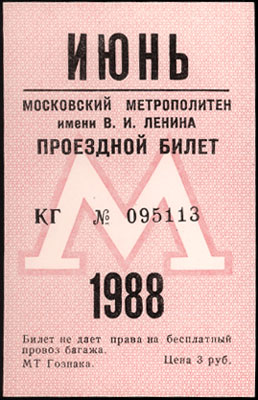 ИЮНЬ
МОСКОВСКИЙ МЕТРОПОЛИТЕН
имени В. И. ЛЕНИНА
ПРОЕЗДНОЙ БИЛЕТ
М
КГ № 095113
1988
Билет не дает права на бесплатный
провоз багажа.
МТ Гознака. Цена 3 руб.